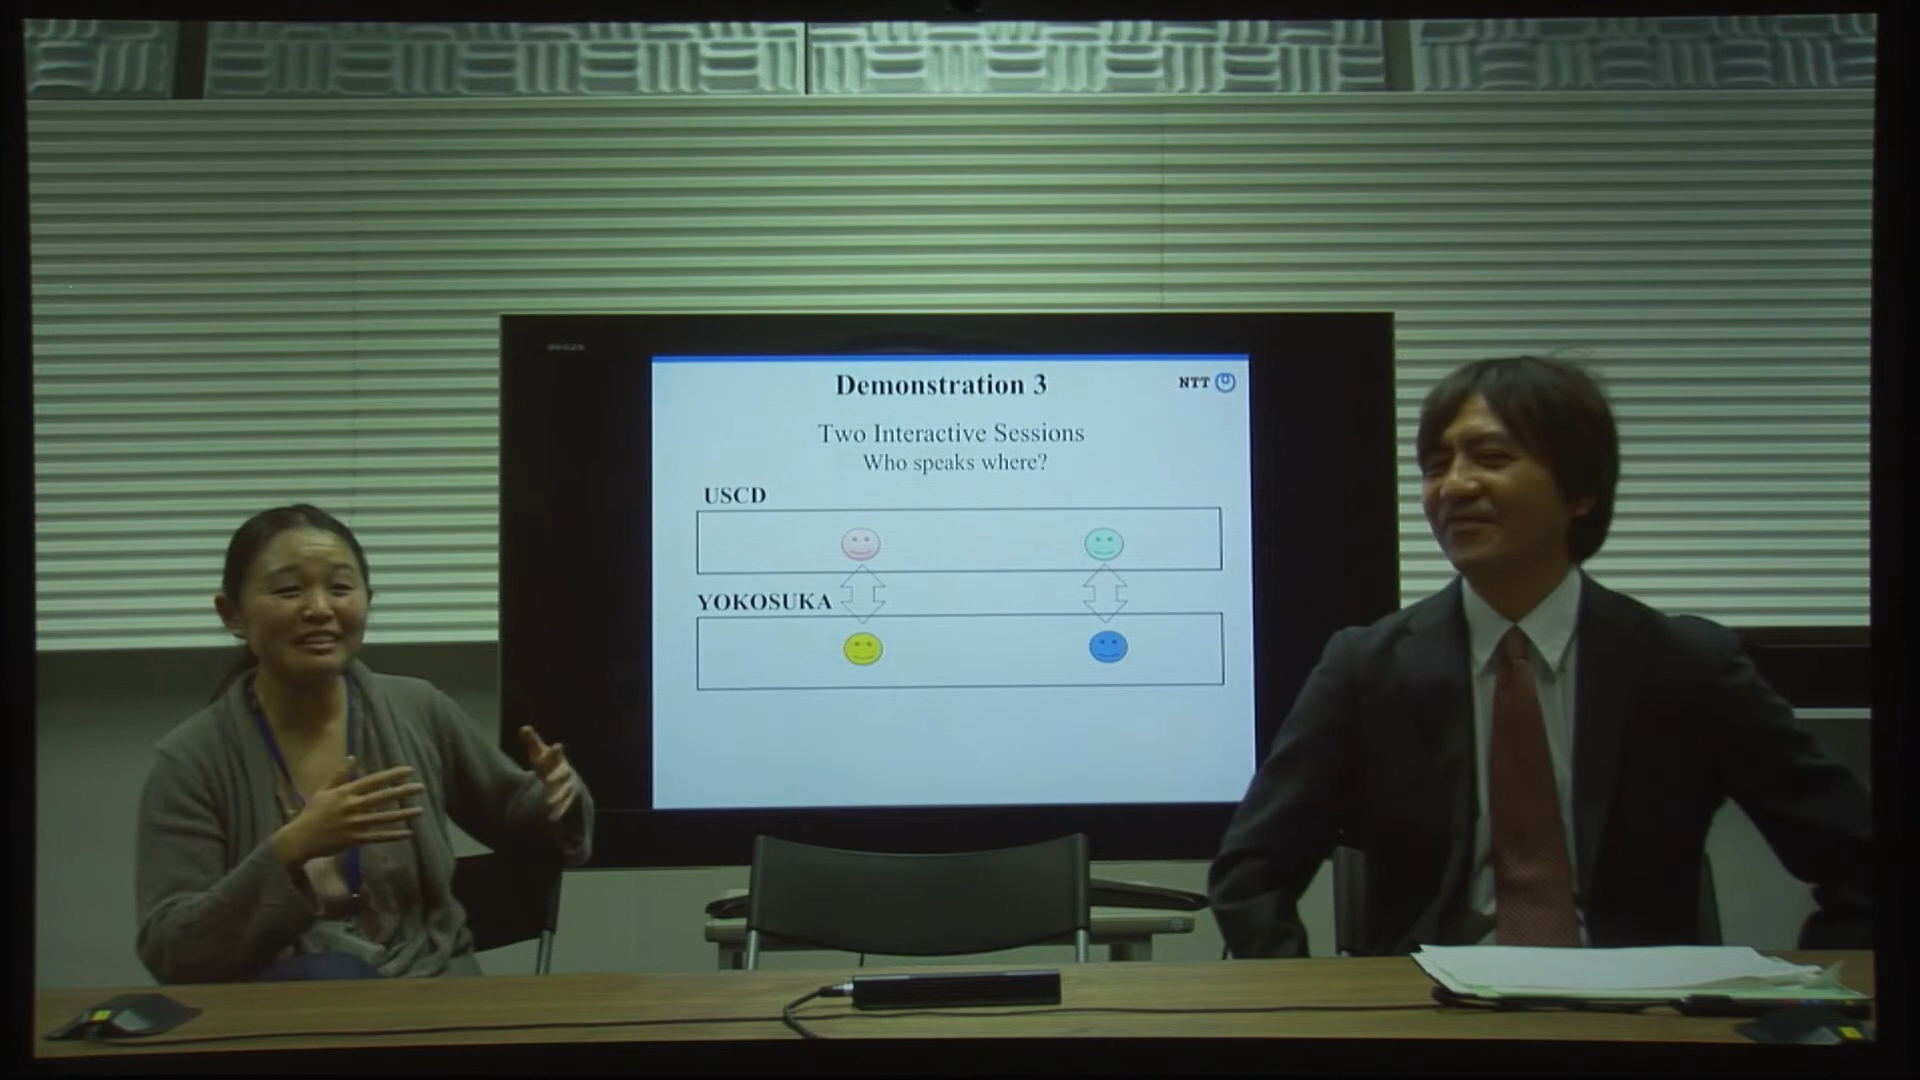 Demonstration 3
NTT
Two Interactive Sessions
Who speaks where?
USCD
YOKOSUKA